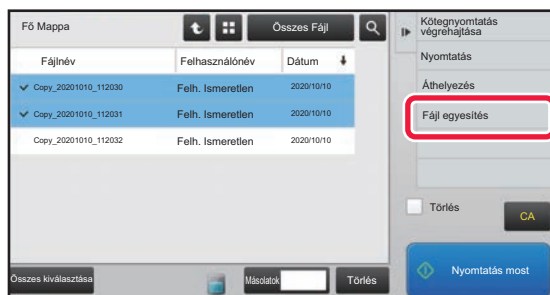 Fő Mappa
Összes Fájl
Fájlnév
Felhasználónév
Dátum
Copy_20201010_112030
Felh. Ismeretlen
2020/10/10
Copy_20201010_112031
Felh. Ismeretlen
2020/10/10
Copy_20201010_112032
Felh. Ismeretlen
2020/10/10
Összes kiválasztása
Másolatok
Törlés
Kötegnyomtatás
végrehajtása
Nyomtatás
Áthelyezés
Fájl egyesítés
Törlés
CA
Nyomtatás most